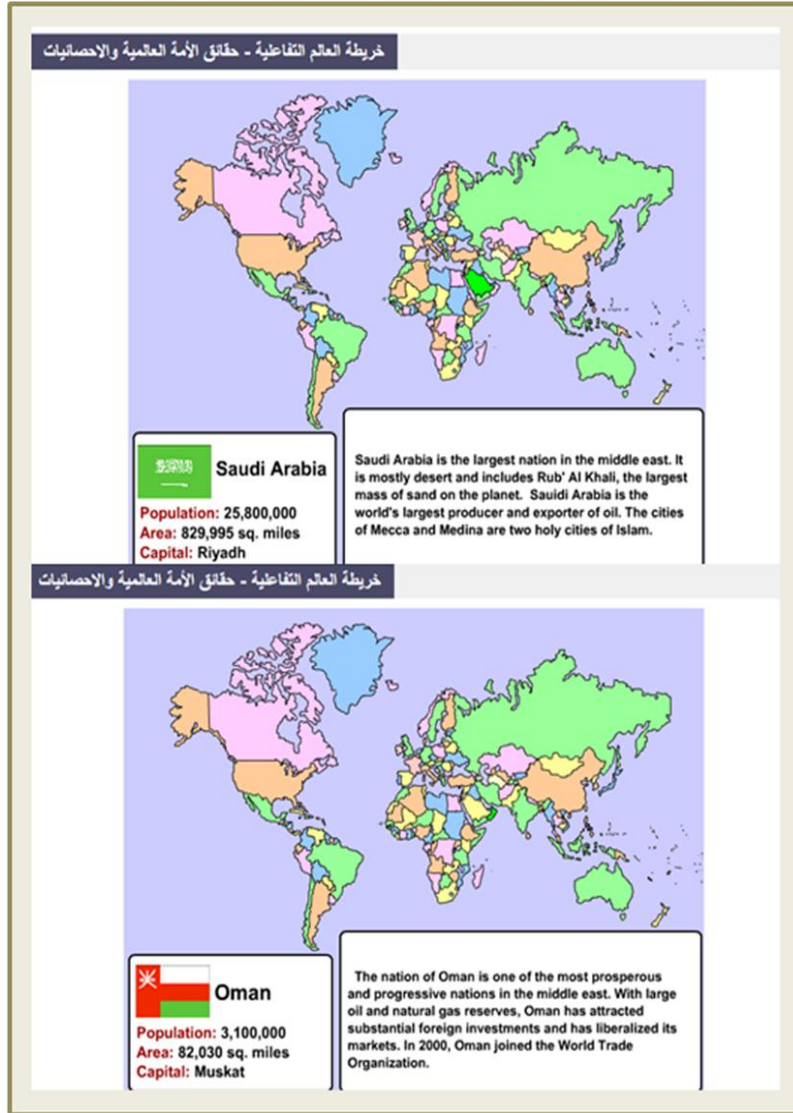 خريطة العالم التفاعلية - حقائق الأمة العالمية والاحصائيات
Saudi Arabia
Population: 25,800,000
Area: 829,995 sq. miles
Capital: Riyadh
Saudi Arabia is the largest nation in the middle east. It
is mostly desert and includes Rub' Al Khali, the largest
mass of sand on the planet. Sauidi Arabia is the
world's largest producer and exporter of oil. The cities
of Mecca and Medina are two holy cities of Islam.
خريطة العالم التفاعلية - حقائق الأمة العالمية والاحصائيات
Oman
Population: 3,100,000
Area: 82,030 sq. miles
Capital: Muskat
The nation of Oman is one of the most prosperous
and progressive nations in the middle east. With large
oil and natural gas reserves, Oman has attracted
substantial foreign investments and has liberalized its
markets. In 2000, Oman joined the World Trade
Organization.